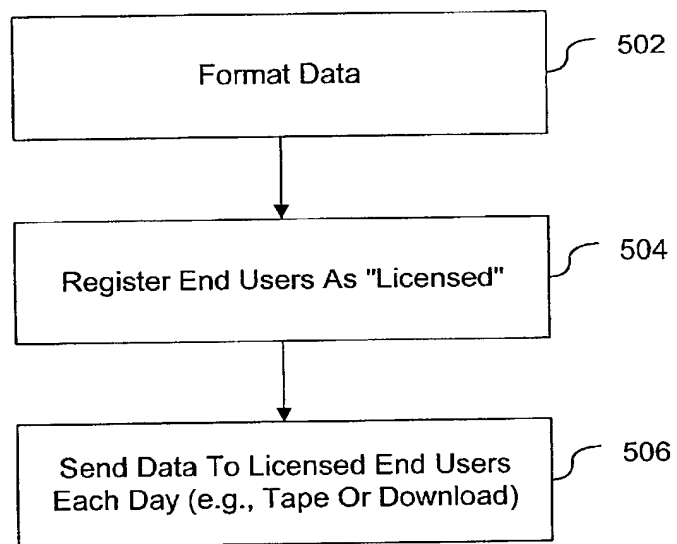 Format Data
502
Register End Users As "Licensed"
504
Send Data To Licensed End Users
Each Day (e.g., Tape Or Download)
506